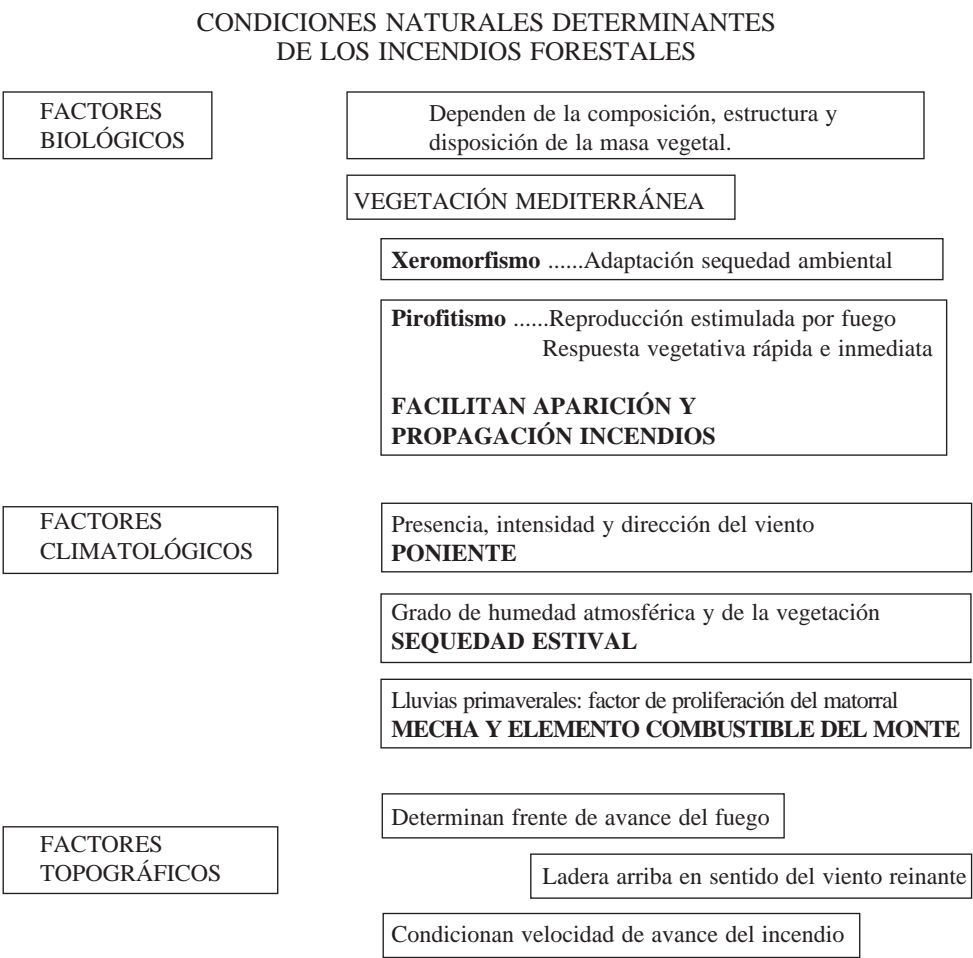 CONDICIONES NATURALES DETERMINANTES
DE LOS INCENDIOS FORESTALES
FACTORES
BIOLÓGICOS
Dependen de la composición, estructura y
disposición de la masa vegetal.
VEGETACIÓN MEDITERRÁNEA
Xeromorfismo ......Adaptación sequedad ambiental
Pirofitismo ......Reproducción estimulada por fuego
Respuesta vegetativa rápida e inmediata
FACILITAN APARICIÓN Y
PROPAGACIÓN INCENDIOS
FACTORES
CLIMATOLÓGICOS
Presencia, intensidad y dirección del viento
PONIENTE
Grado de humedad atmosférica y de la vegetación
SEQUEDAD ESTIVAL
Lluvias primaverales: factor de proliferación del matorral
MECHA Y ELEMENTO COMBUSTIBLE DEL MONTE
FACTORES
TOPOGRÁFICOS
Determinan frente de avance del fuego
Ladera arriba en sentido del viento reinante
Condicionan velocidad de avance del incendio